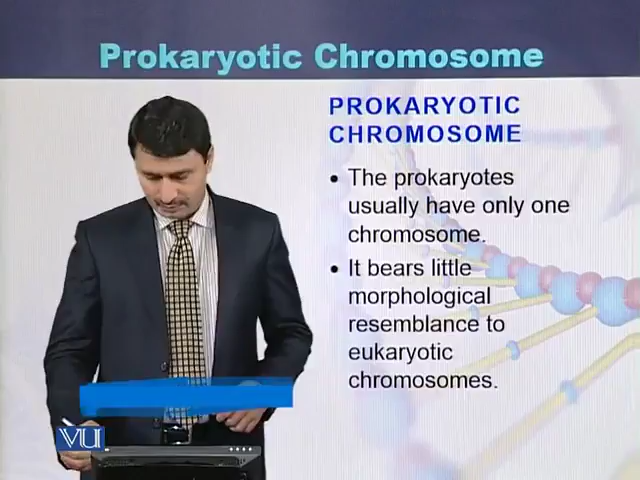 Prokaryotic Chromosome
PROKARYOTIC
CHROMOSOME
• The prokaryotes
usually have only one
chromosome.
• It bears little
morphological
resemblance to
eukaryotic
chromosomes.
VU